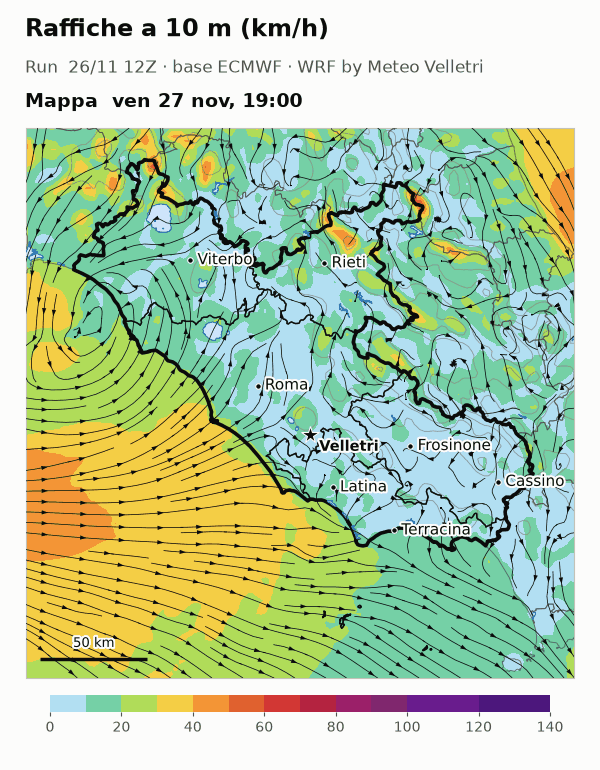 Raffiche a 10 m (km/h)
Run  26/11 12Z · base ECMWF · WRF by Meteo Velletri
Mappa  ven 27 nov, 19:00
Viterbo
Rieti
Roma
Velletri
Frosinone
Cassino
Latina
Terracina
50 km
0 20 40 60 80 100 120 140